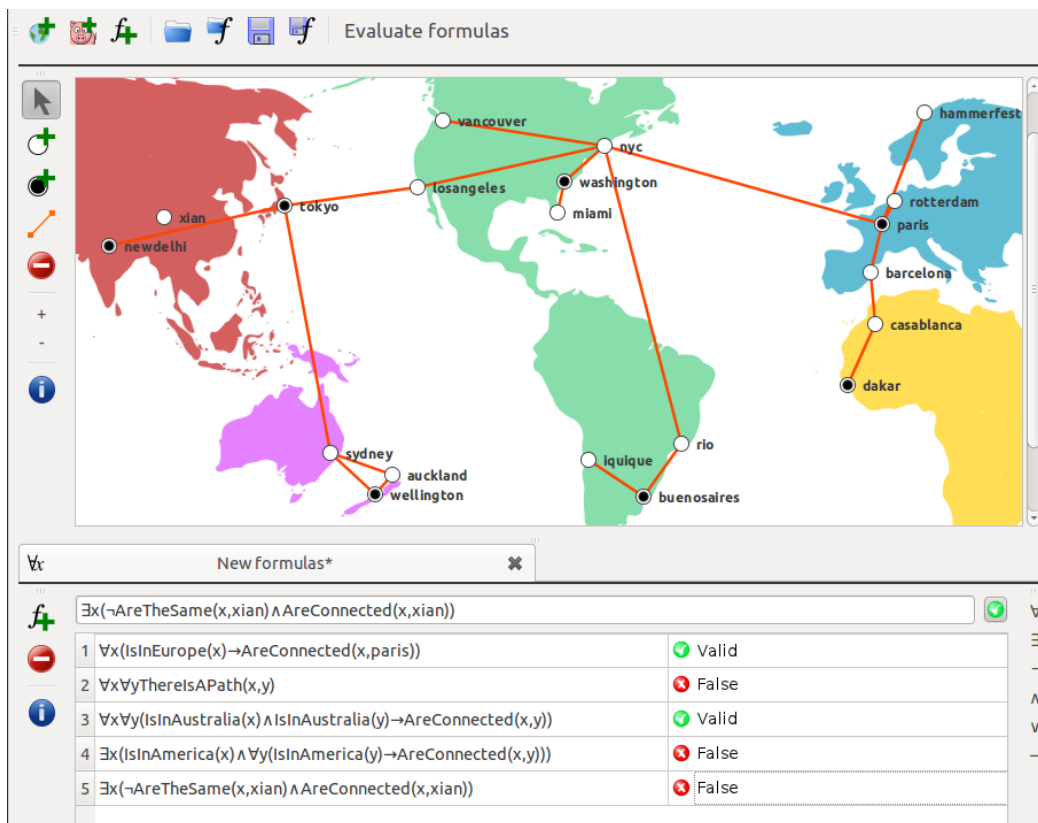 Evaluate formulas
hammerfest
vancouver
nyc
washington
losangeles
rotterdam
tokyo
miami
xian
paris
newdelhi
barcelona
casablanca
dakar
rio
sydney
iquique
auckland
wellington
buenosaires
∀x New formulas*
∃x(¬AreTheSame(x,xian)∧AreConnected(x,xian))
1 ∀x(IsInEurope(x)→AreConnected(x,paris)) Valid
2 ∀x∀yThereIsAPath(x,y) False
3 ∀x∀y(IsInAustralia(x)∧IsInAustralia(y)→AreConnected(x,y)) Valid
4 ∃x(IsInAmerica(x)∧∀y(IsInAmerica(y)→AreConnected(x,y))) False
5 ∃x(¬AreTheSame(x,xian)∧AreConnected(x,xian)) False